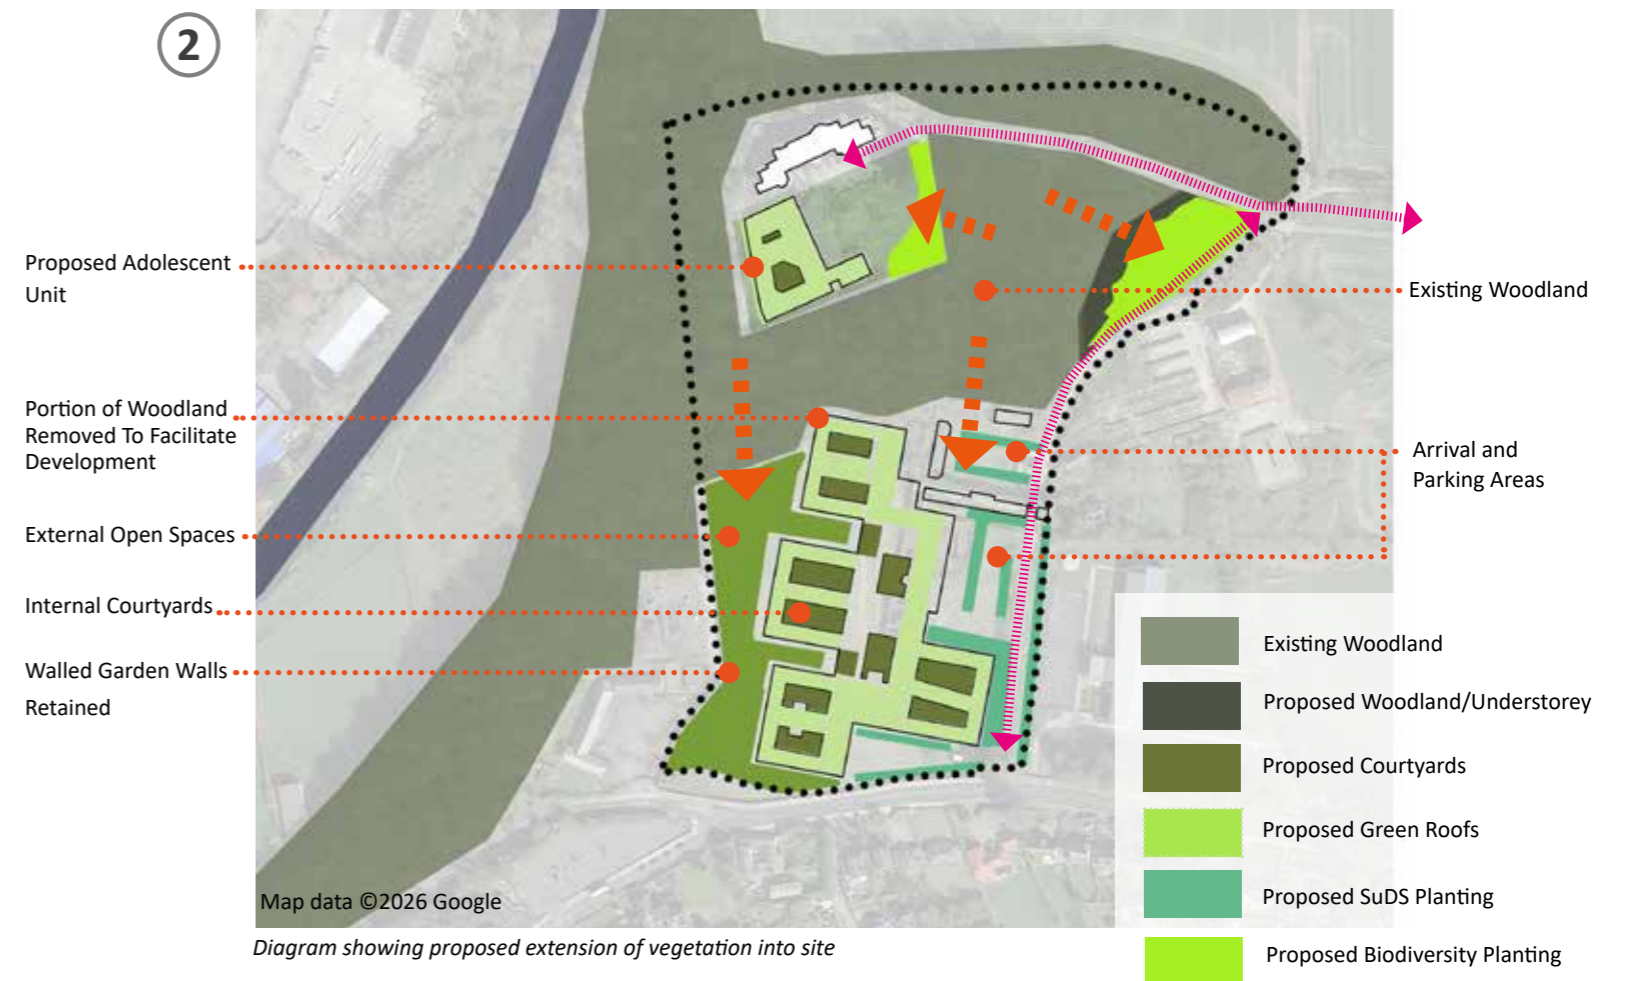 2
Proposed Adolescent
Unit
Existing Woodland
Portion of Woodland
Removed To Facilitate
Development
Arrival and
Parking Areas
External Open Spaces
Internal Courtyards
Walled Garden Walls
Retained
Existing Woodland
Proposed Woodland/Understorey
Proposed Courtyards
Proposed Green Roofs
Proposed SuDS Planting
Proposed Biodiversity Planting
Map data ©2026 Google
Diagram showing proposed extension of vegetation into site